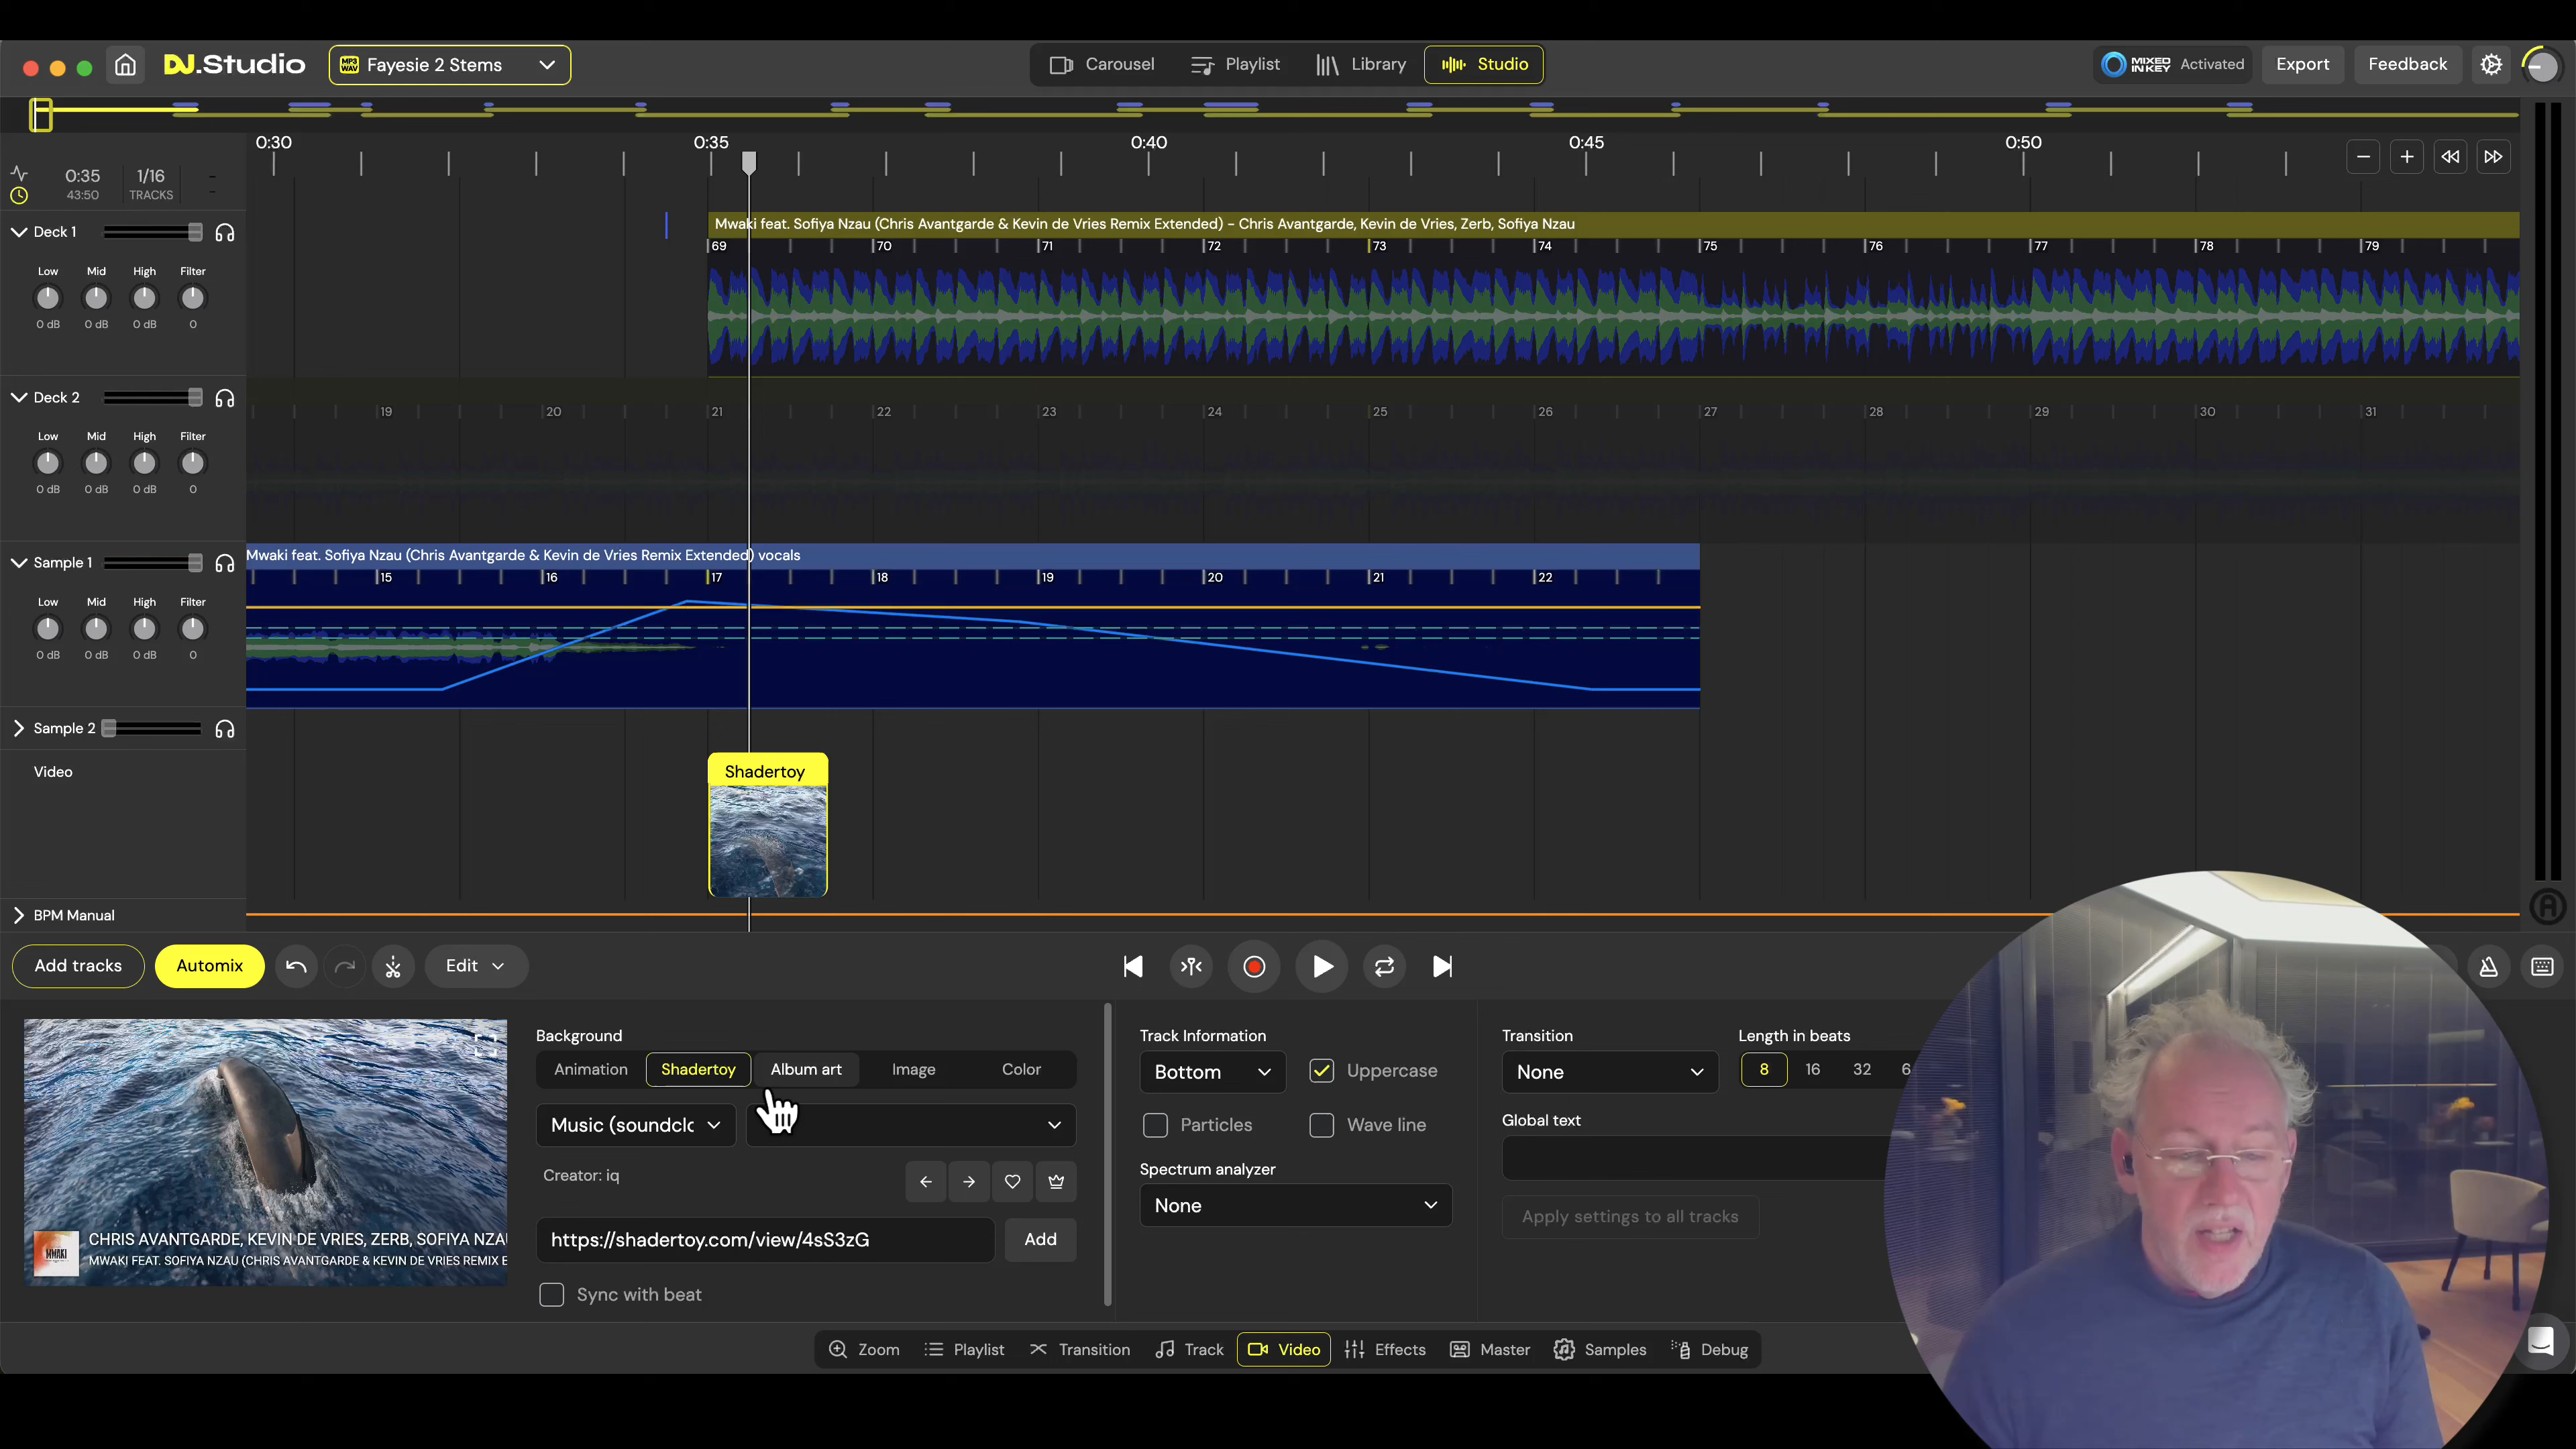 DJ.Studio
MP3 WAV
Fayesie 2 Stems
Carousel
Playlist
Library
Studio
MIXED IN KEY
Activated
Export
Feedback
0:30
0:35
0:40
0:45
0:50
0:35
43:50
1/16
TRACKS
Deck 1
Low Mid High Filter
0 dB 0 dB 0 dB 0
Mwaki feat. Sofiya Nzau (Chris Avantgarde & Kevin de Vries Remix Extended) - Chris Avantgarde, Kevin de Vries, Zerb, Sofiya Nzau
69 70 71 72 73 74 75 76 77 78 79
Deck 2
Low Mid High Filter
0 dB 0 dB 0 dB 0
19 20 21 22 23 24 25 26 27 28 29 30 31
Sample 1
Low Mid High Filter
0 dB 0 dB 0 dB 0
Mwaki feat. Sofiya Nzau (Chris Avantgarde & Kevin de Vries Remix Extended) vocals
15 16 17 18 19 20 21 22
Sample 2
Video
Shadertoy
BPM Manual
Add tracks
Automix
Edit
Background
Animation
Shadertoy
Album art
Image
Color
Music (soundclo
Creator: iq
https://shadertoy.com/view/4sS3zG
Add
Sync with beat
MWAKI
CHRIS AVANTGARDE, KEVIN DE VRIES, ZERB, SOFIYA NZAU
MWAKI FEAT. SOFIYA NZAU (CHRIS AVANTGARDE & KEVIN DE VRIES REMIX E
Track Information
Bottom
Uppercase
Particles
Wave line
Spectrum analyzer
None
Transition
None
Length in beats
8 16 32 6
Global text
Apply settings to all tracks
Zoom
Playlist
Transition
Track
Video
Effects
Master
Samples
Debug